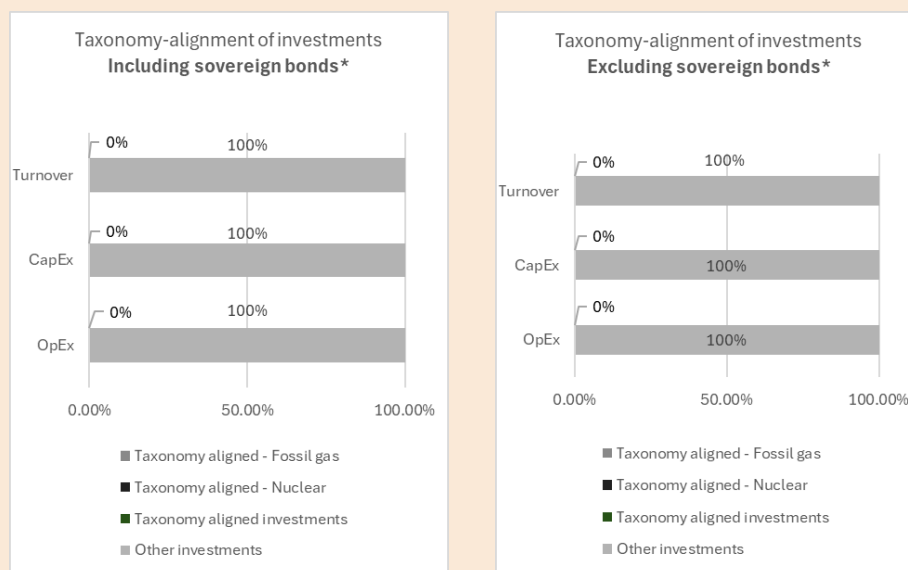 Taxonomy-alignment of investments
Including sovereign bonds*
0%
100%
Turnover
0%
100%
CapEx
0%
100%
OpEx
0.00%
50.00%
100.00%
Taxonomy aligned - Fossil gas
Taxonomy aligned - Nuclear
Taxonomy aligned investments
Other investments
Taxonomy-alignment of investments
Excluding sovereign bonds*
0%
100%
Turnover
0%
CapEx
100%
0%
OpEx
100%
0.00%
50.00%
100.00%
Taxonomy aligned - Fossil gas
Taxonomy aligned - Nuclear
Taxonomy aligned investments
Other investments